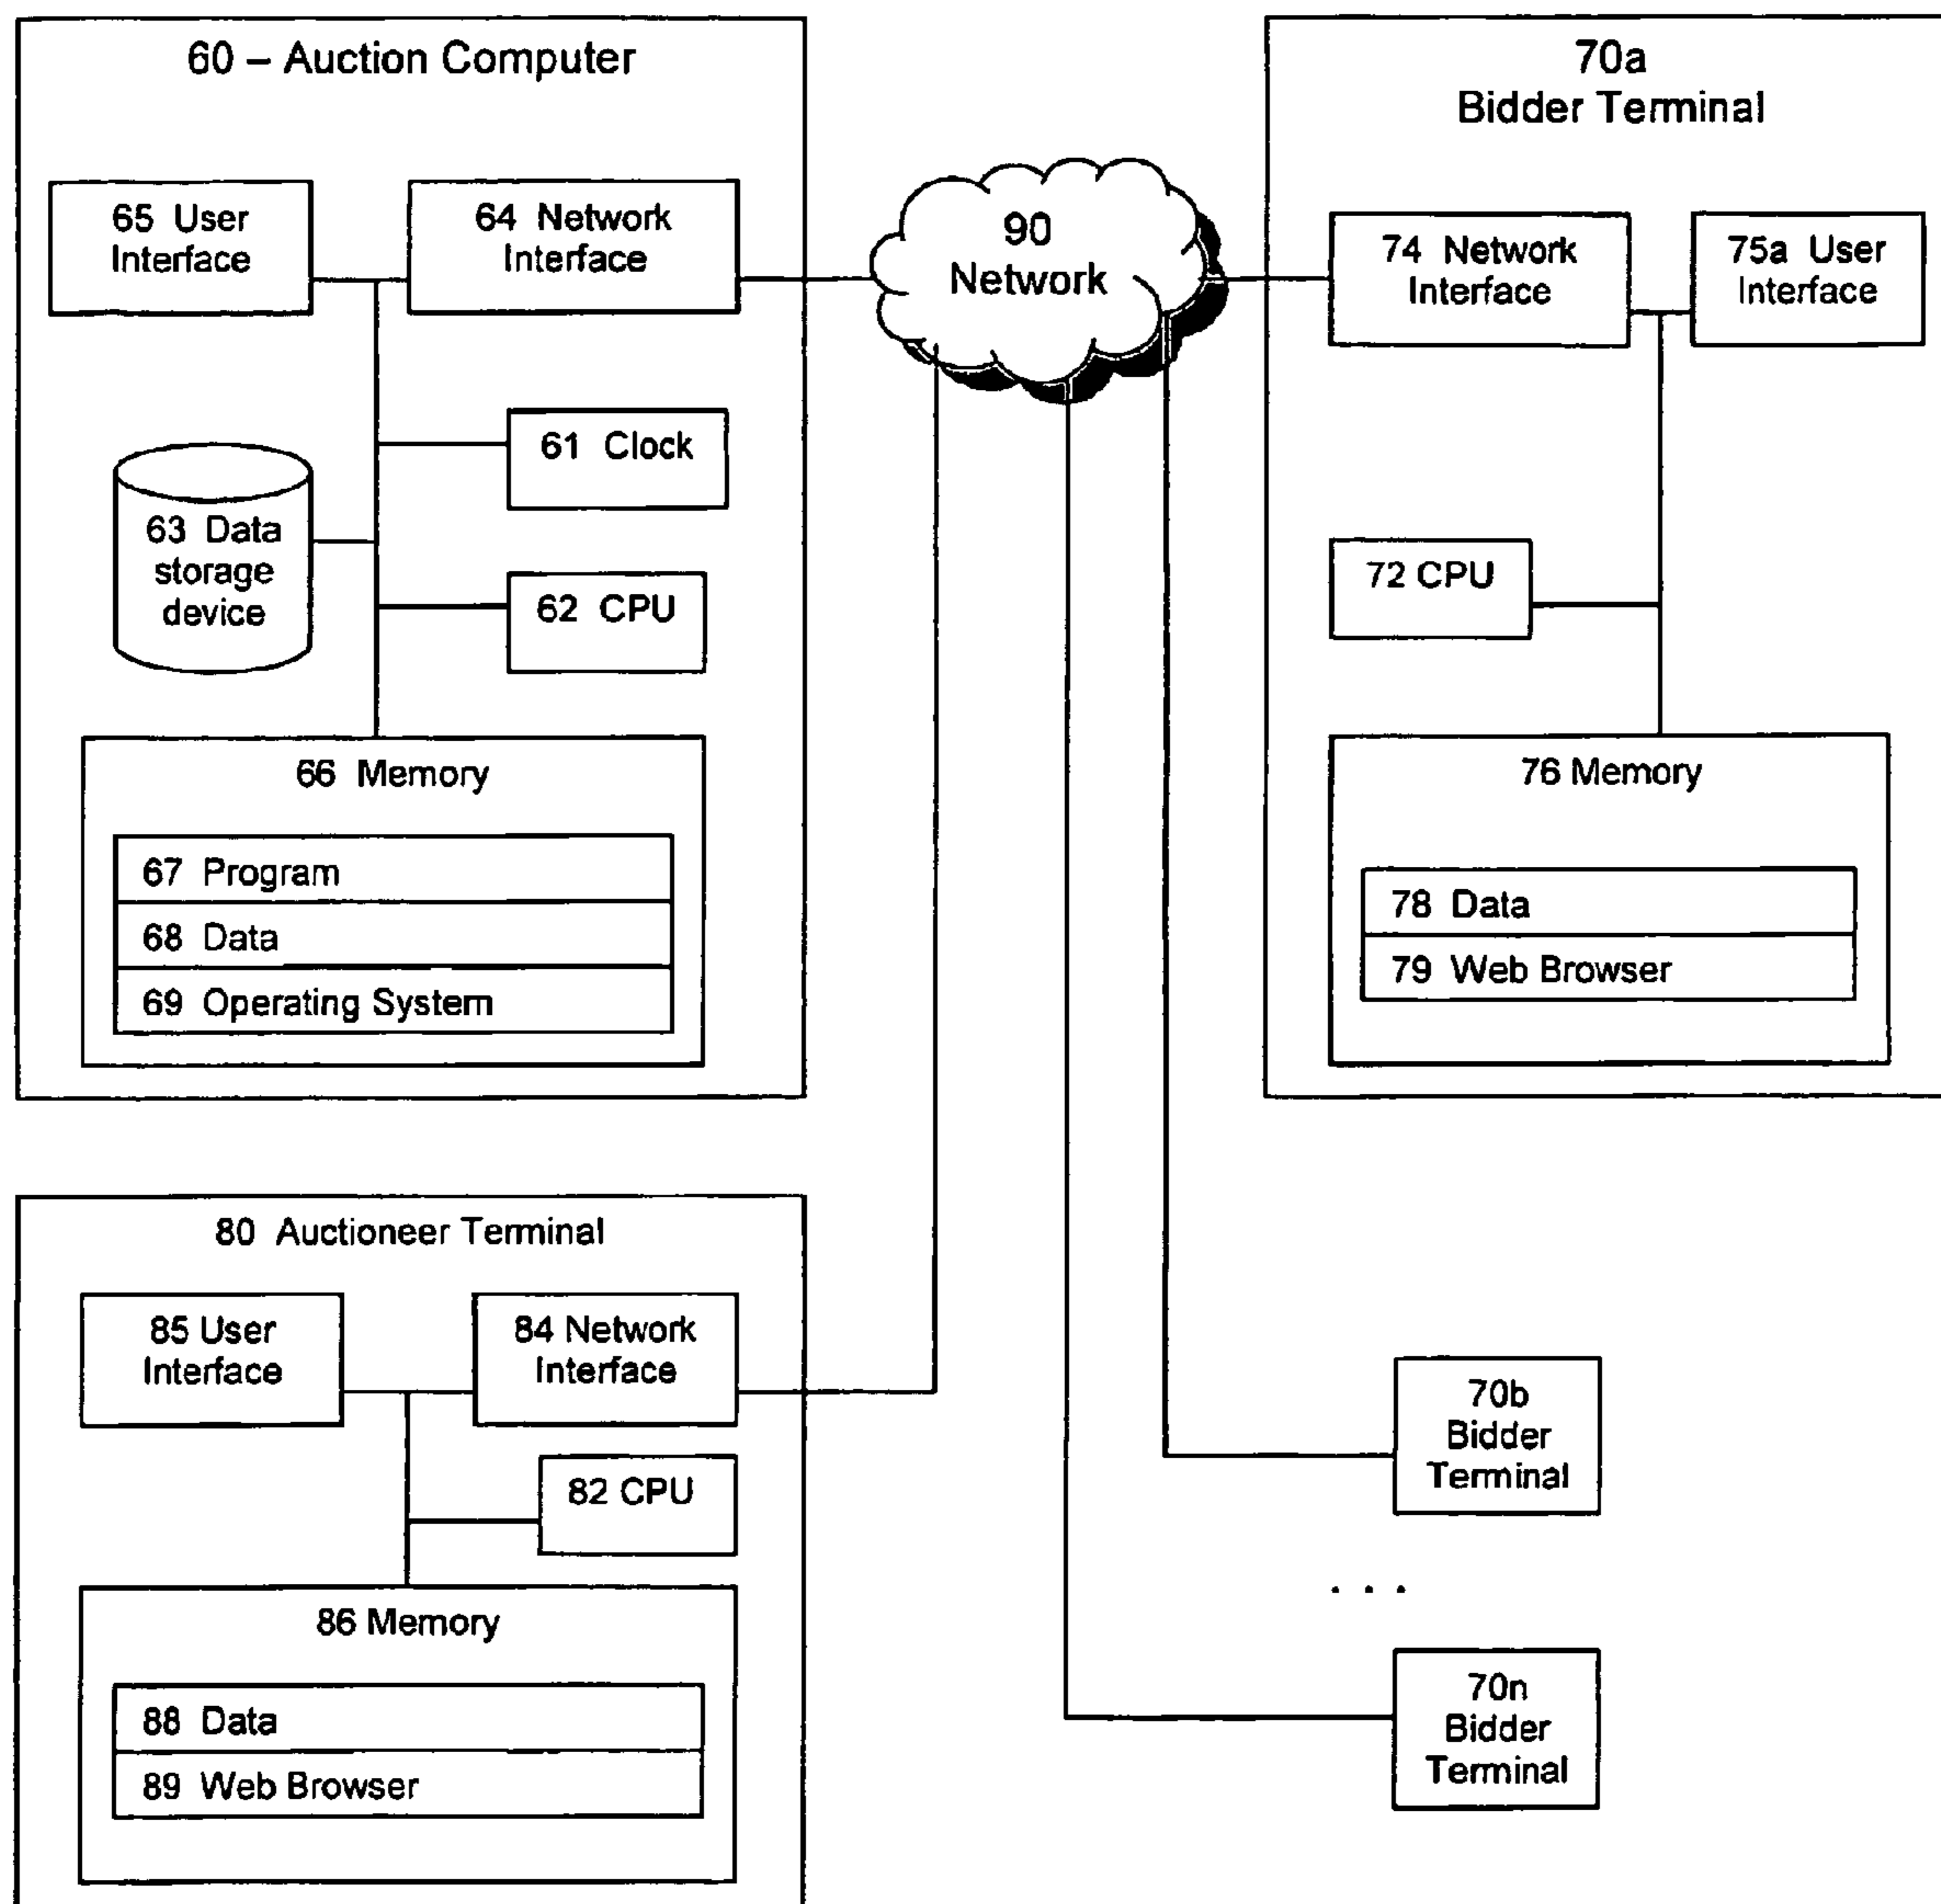 60 – Auction Computer
65 User
Interface
64 Network
Interface
61 Clock
63 Data
storage
device
62 CPU
66 Memory
67 Program
68 Data
69 Operating System
90
Network
70a
Bidder Terminal
74 Network
Interface
75a User
Interface
72 CPU
76 Memory
78 Data
79 Web Browser
80 Auctioneer Terminal
85 User
Interface
84 Network
Interface
82 CPU
86 Memory
88 Data
89 Web Browser
70b
Bidder
Terminal
. . .
70n
Bidder
Terminal